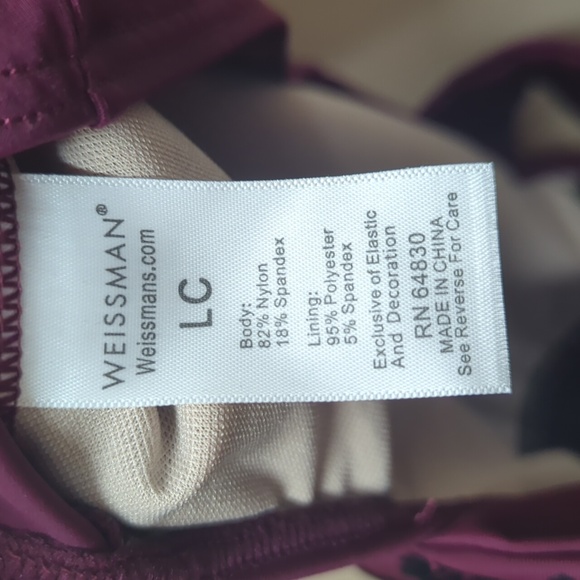 WEISSMAN®
Weissmans.com
LC
Body:
82% Nylon
18% Spandex
Lining:
95% Polyester
5% Spandex
Exclusive of Elastic
And Decoration
RN 64830
MADE IN CHINA
See Reverse For Care